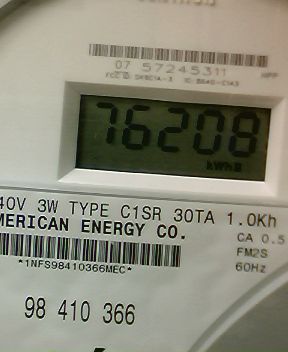 07 57245311
76208
kWh
40V 3W TYPE C1SR 30TA 1.0Kh
MERICAN ENERGY CO.
CA 0.5
*1NFS98410366MEC*
FM2S
60Hz
98 410 366